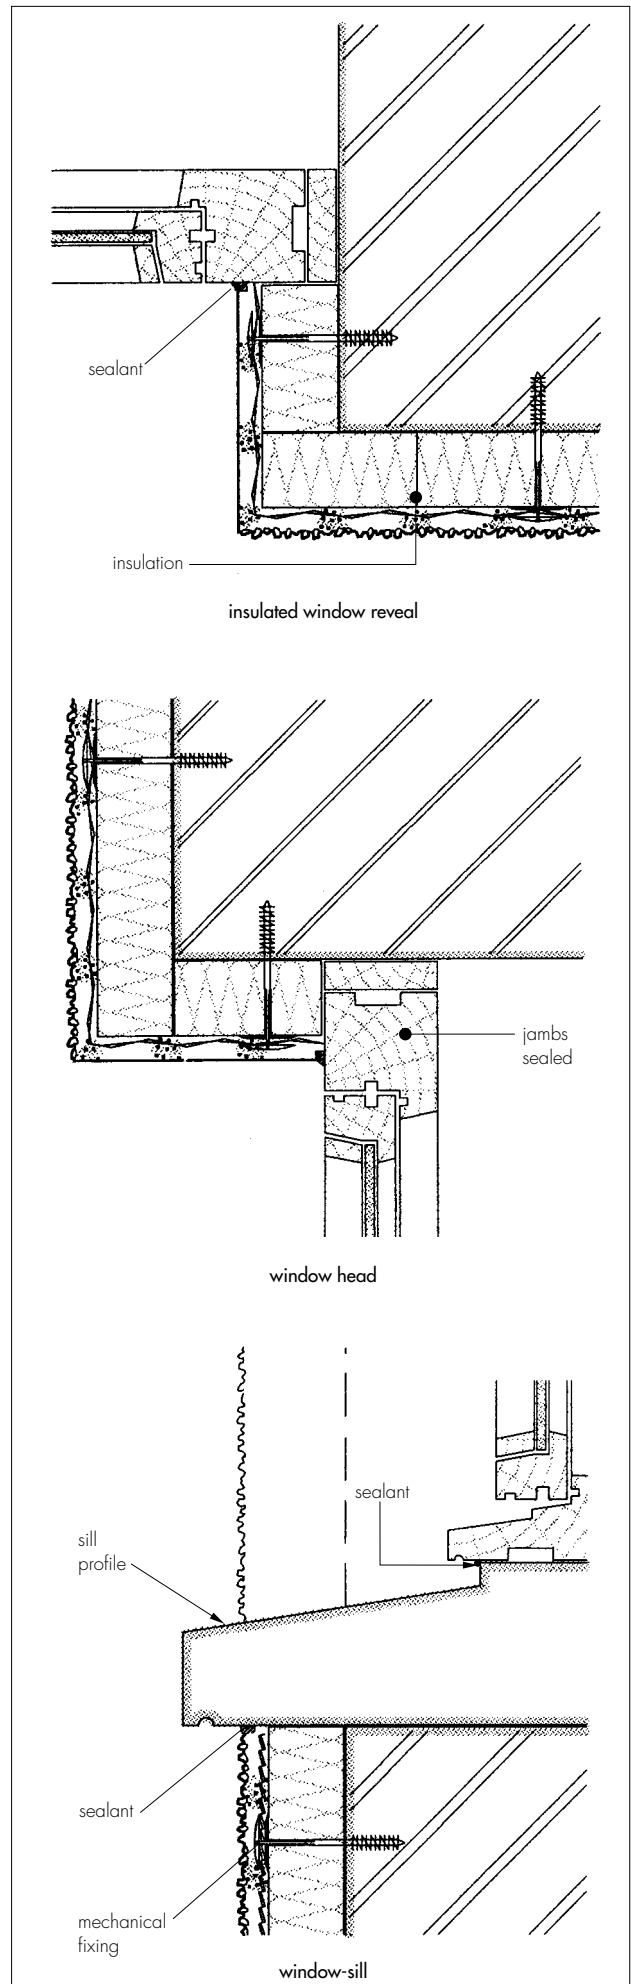 sealant
insulation
insulated window reveal
jambs
sealed
window head
sealant
sill
profile
sealant
mechanical
fixing
window-sill